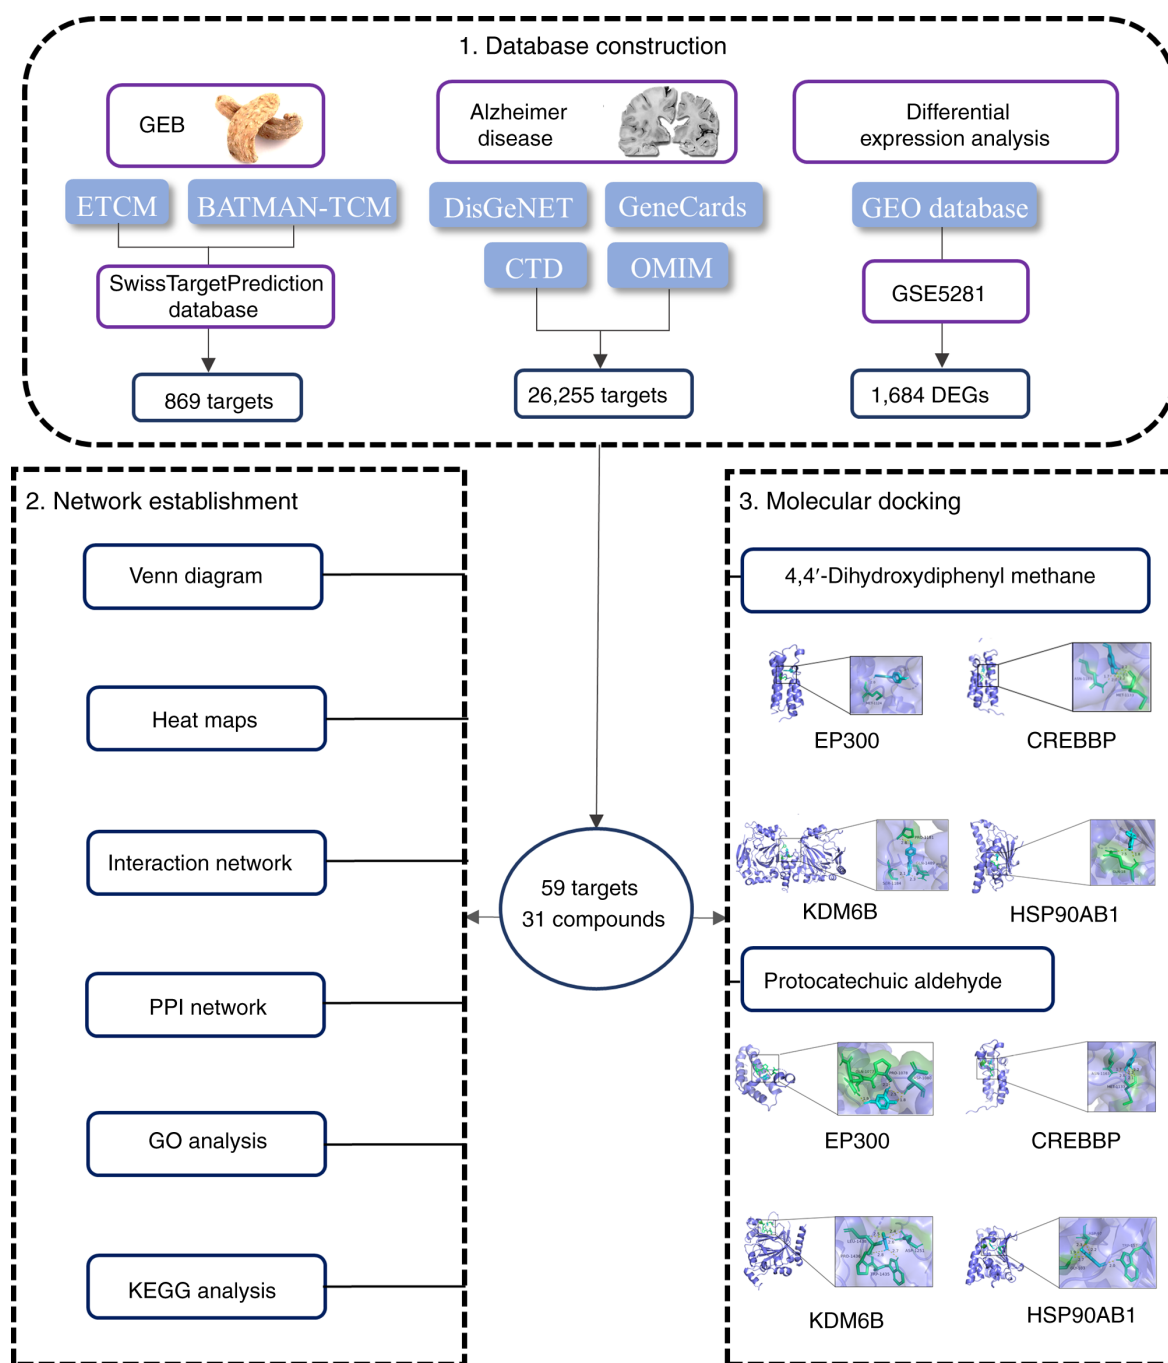 1. Database construction
GEB
Alzheimer
disease
Differential
expression analysis
ETCM
BATMAN-TCM
DisGeNET
GeneCards
GEO database
CTD
OMIM
SwissTargetPrediction
database
GSE5281
869 targets
26,255 targets
1,684 DEGs
2. Network establishment
Venn diagram
Heat maps
Interaction network
PPI network
GO analysis
KEGG analysis
59 targets
31 compounds
3. Molecular docking
4,4′-Dihydroxydiphenyl methane
EP300
CREBBP
KDM6B
HSP90AB1
Protocatechuic aldehyde
EP300
CREBBP
KDM6B
HSP90AB1